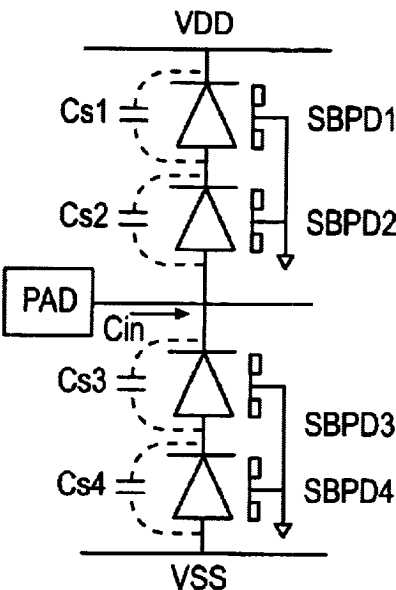 VDD
Cs1
SBPD1
Cs2
SBPD2
PAD
Cin
Cs3
SBPD3
Cs4
SBPD4
VSS